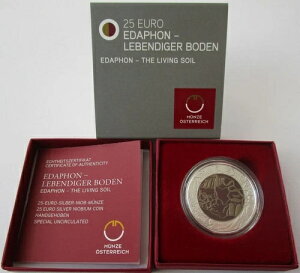 25 EURO
EDAPHON –
LEBENDIGER BODEN
EDAPHON – THE LIVING SOIL
MÜNZE
ÖSTERREICH
ECHTHEITSZERTIFIKAT
CERTIFICATE OF AUTHENTICITY
EDAPHON –
LEBENDIGER BODEN
EDAPHON – THE LIVING SOIL
25-EURO-SILBER-NIOB-MÜNZE
25 EURO SILVER NIOBIUM COIN
HANDGEHOBEN
SPECIAL UNCIRCULATED
MÜNZE
ÖSTERREICH